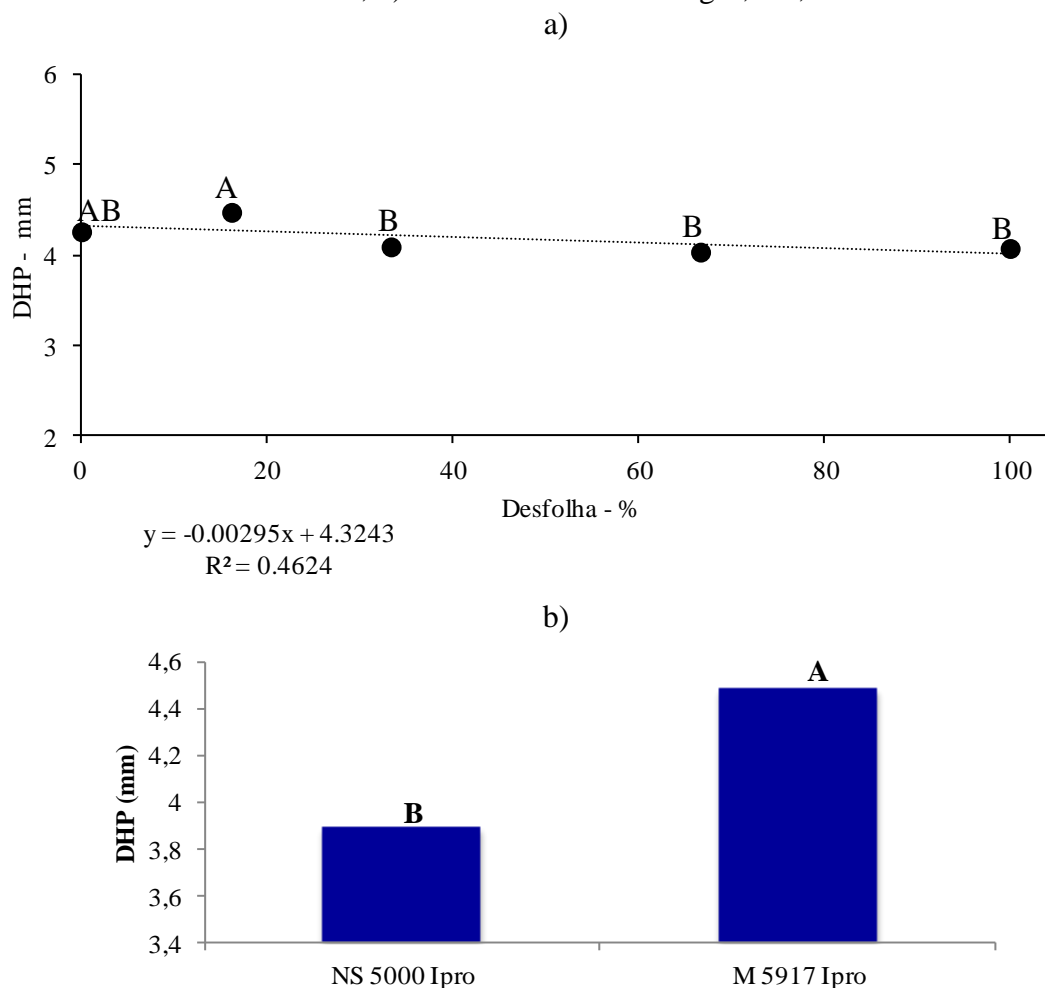 a)
6
5
4
3
2
DHP - mm
AB
A
B
B
B
0
20
40
60
80
100
Desfolha - %
y = -0.00295x + 4.3243
R² = 0.4624
b)
4,6
4,4
4,2
4
3,8
3,6
3,4
DHP (mm)
B
A
NS 5000 Ipro
M 5917 Ipro